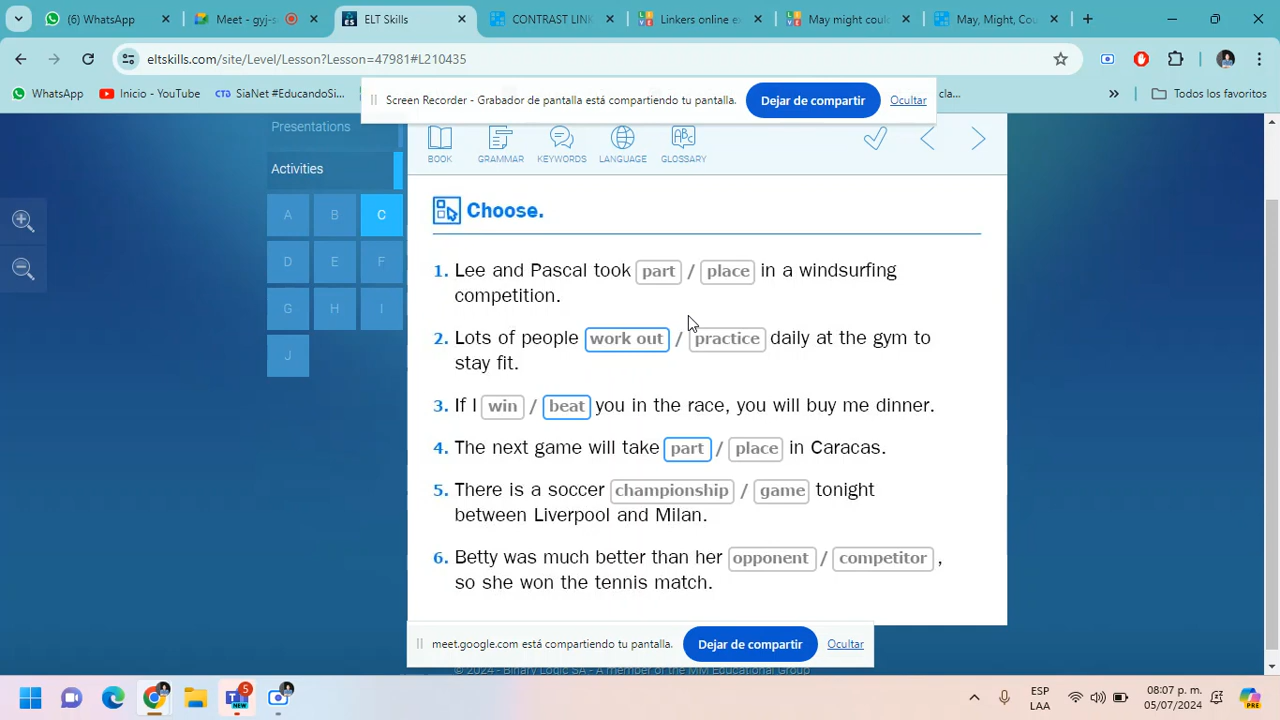 WhatsApp (5)
Meet - gyj-s
ELT Skills
CONTRAST LINK
Linkers online ex
May might coul
May, Might, Cou
eltskills.com/site/Level/Lesson?Lesson=47981#L210435
WhatsApp
Inicio - YouTube
CTA SiaNet #EducandoSi...
cla...
Todos los favoritos
Screen Recorder - Grabador de pantalla está compartiendo tu pantalla.
Dejar de compartir
Ocultar
Presentations
Activities
A B C
D E F
G H I
J
BOOK GRAMMAR KEYWORDS LANGUAGE GLOSSARY
Choose.
1. Lee and Pascal took part / place in a windsurfing
competition.
2. Lots of people work out / practice daily at the gym to
stay fit.
3. If I win / beat you in the race, you will buy me dinner.
4. The next game will take part / place in Caracas.
5. There is a soccer championship / game tonight
between Liverpool and Milan.
6. Betty was much better than her opponent / competitor ,
so she won the tennis match.
meet.google.com está compartiendo tu pantalla.
Dejar de compartir
Ocultar
© 2024 - Binary Logic SA - A member of the MM Educational Group
5
NEW
ESP
LAA
08:07 p. m.
05/07/2024
PRE